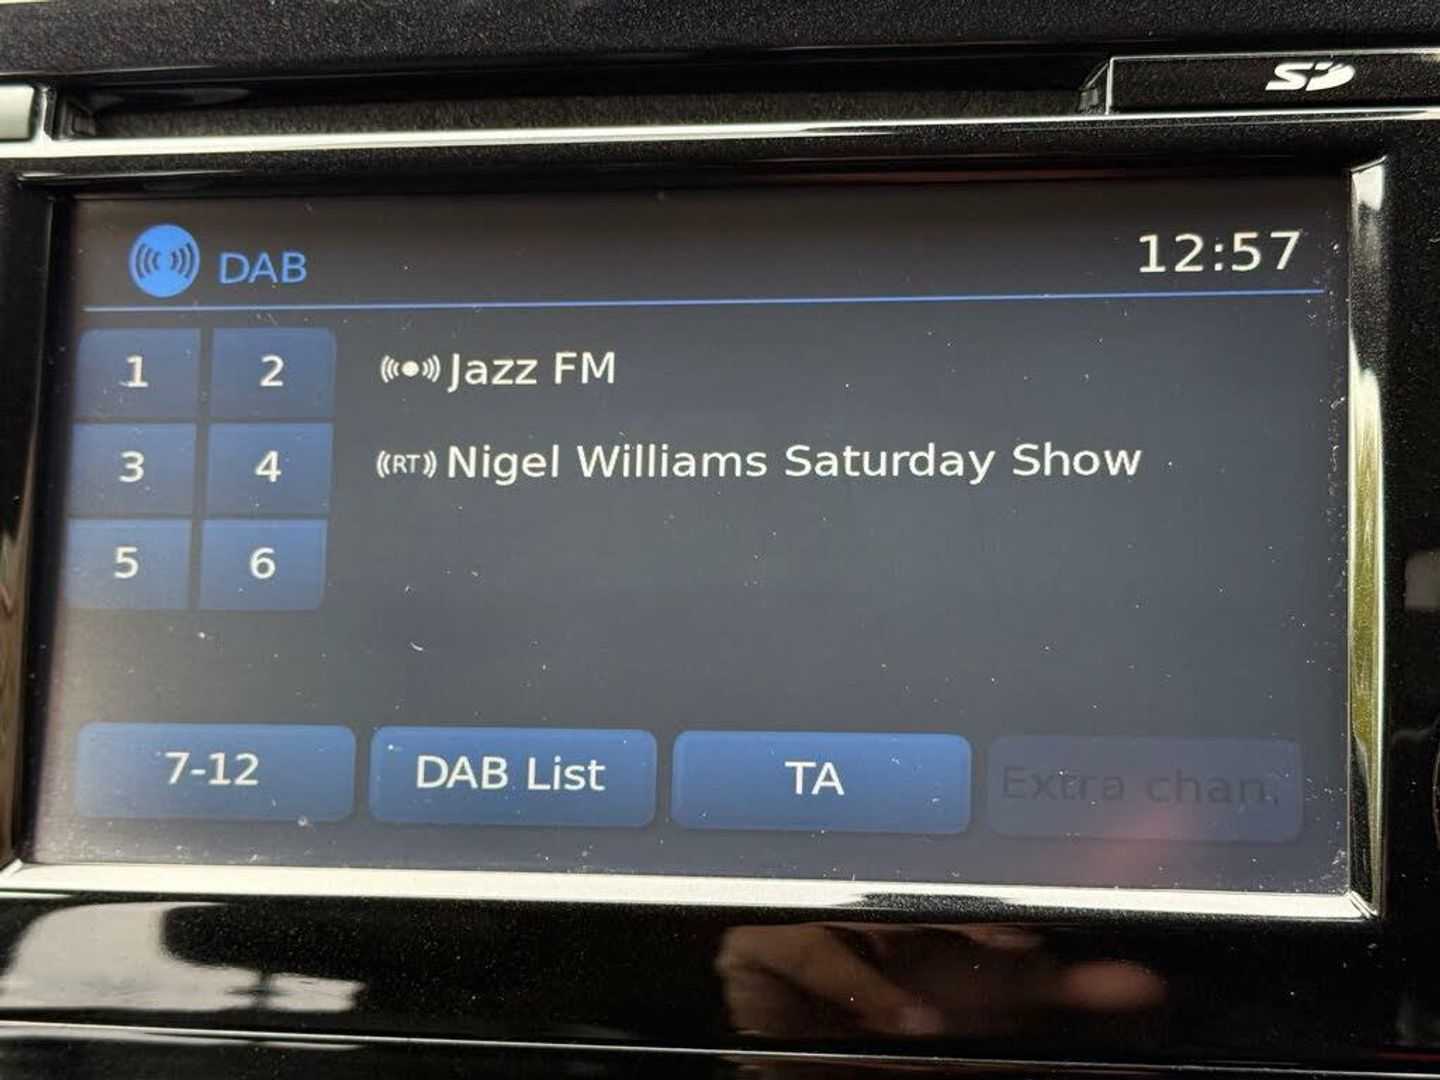 SD
DAB
12:57
1 2
((•)) Jazz FM
3 4
((RT)) Nigel Williams Saturday Show
5 6
7-12
DAB List
TA
Extra chan.